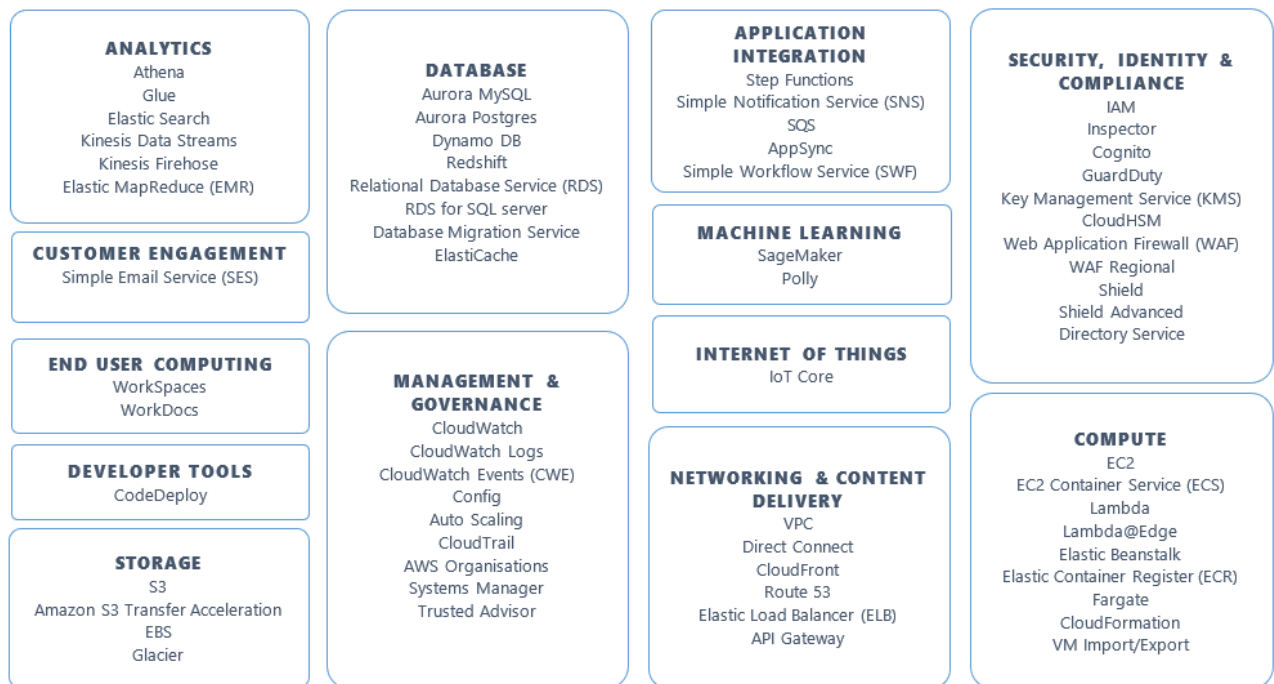 ANALYTICS
Athena
Glue
Elastic Search
Kinesis Data Streams
Kinesis Firehose
Elastic MapReduce (EMR)
CUSTOMER ENGAGEMENT
Simple Email Service (SES)
END USER COMPUTING
WorkSpaces
WorkDocs
DEVELOPER TOOLS
CodeDeploy
STORAGE
S3
Amazon S3 Transfer Acceleration
EBS
Glacier
DATABASE
Aurora MySQL
Aurora Postgres
Dynamo DB
Redshift
Relational Database Service (RDS)
RDS for SQL server
Database Migration Service
ElastiCache
MANAGEMENT &
GOVERNANCE
CloudWatch
CloudWatch Logs
CloudWatch Events (CWE)
Config
Auto Scaling
CloudTrail
AWS Organisations
Systems Manager
Trusted Advisor
APPLICATION
INTEGRATION
Step Functions
Simple Notification Service (SNS)
SQS
AppSync
Simple Workflow Service (SWF)
MACHINE LEARNING
SageMaker
Polly
INTERNET OF THINGS
IoT Core
NETWORKING & CONTENT
DELIVERY
VPC
Direct Connect
CloudFront
Route 53
Elastic Load Balancer (ELB)
API Gateway
SECURITY, IDENTITY &
COMPLIANCE
IAM
Inspector
Cognito
GuardDuty
Key Management Service (KMS)
CloudHSM
Web Application Firewall (WAF)
WAF Regional
Shield
Shield Advanced
Directory Service
COMPUTE
EC2
EC2 Container Service (ECS)
Lambda
Lambda@Edge
Elastic Beanstalk
Elastic Container Register (ECR)
Fargate
CloudFormation
VM Import/Export